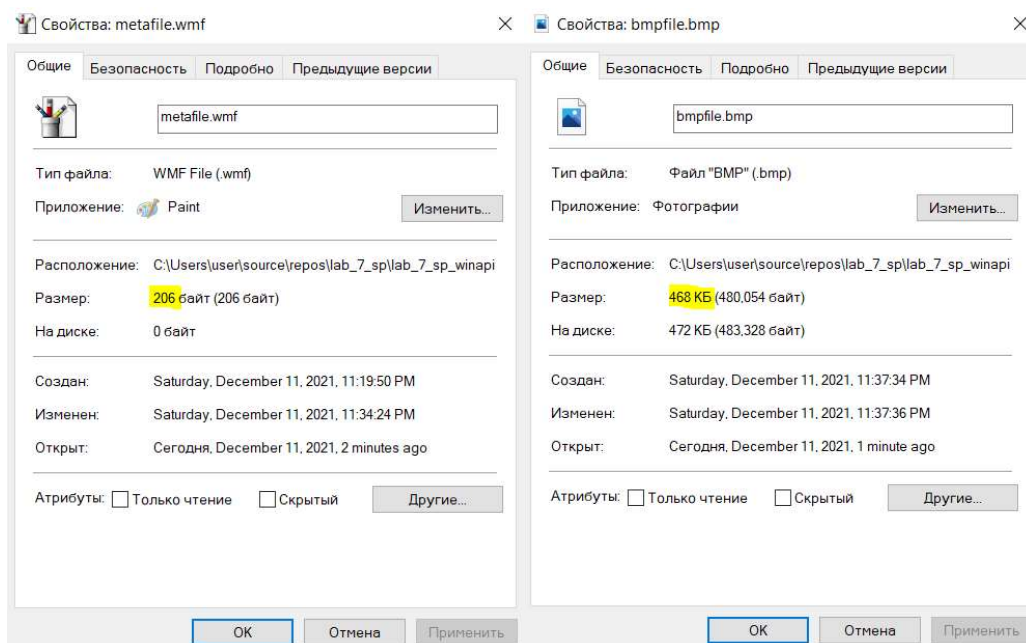 Свойства: metafile.wmf
Общие Безопасность Подробно Предыдущие версии
metafile.wmf
Тип файла: WMF File (.wmf)
Приложение: Paint Изменить...
Расположение: C:\Users\user\source\repos\lab_7_sp\lab_7_sp_winapi
Размер: 206 байт (206 байт)
На диске: 0 байт
Создан: Saturday, December 11, 2021, 11:19:50 PM
Изменен: Saturday, December 11, 2021, 11:34:24 PM
Открыт: Сегодня, December 11, 2021, 2 minutes ago
Атрибуты: Только чтение Скрытый Другие...
OK Отмена Применить
Свойства: bmpfile.bmp
Общие Безопасность Подробно Предыдущие версии
bmpfile.bmp
Тип файла: Файл "BMP" (.bmp)
Приложение: Фотографии Изменить...
Расположение: C:\Users\user\source\repos\lab_7_sp\lab_7_sp_winapi
Размер: 468 КБ (480,054 байт)
На диске: 472 КБ (483,328 байт)
Создан: Saturday, December 11, 2021, 11:37:34 PM
Изменен: Saturday, December 11, 2021, 11:37:36 PM
Открыт: Сегодня, December 11, 2021, 1 minute ago
Атрибуты: Только чтение Скрытый Другие...
OK Отмена Применить